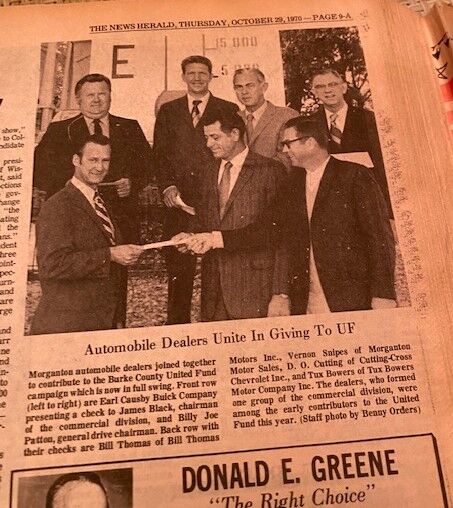 THE NEWS HERALD, THURSDAY, OCTOBER 29, 1970 — PAGE 9-A
E
15 000
Automobile Dealers Unite In Giving To UF
Morganton automobile dealers joined together
to contribute to the Burke County United Fund
campaign which is now in full swing. Front row
(left to right) are Earl Causby Buick Company
presenting a check to James Black, chairman
of the commercial division, and Billy Joe
Patton, general drive chairman. Back row with
their checks are Bill Thomas of Bill Thomas
Motors Inc., Vernon Snipes of Morganton
Motor Sales, D. O. Cutting of Cutting-Cross
Chevrolet Inc., and Tux Bowers of Tux Bowers
Motor Company Inc. The dealers, who formed
one group of the commercial division, were
among the early contributors to the United
Fund this year. (Staff photo by Benny Orders)
DONALD E. GREENE
"The Right Choice"